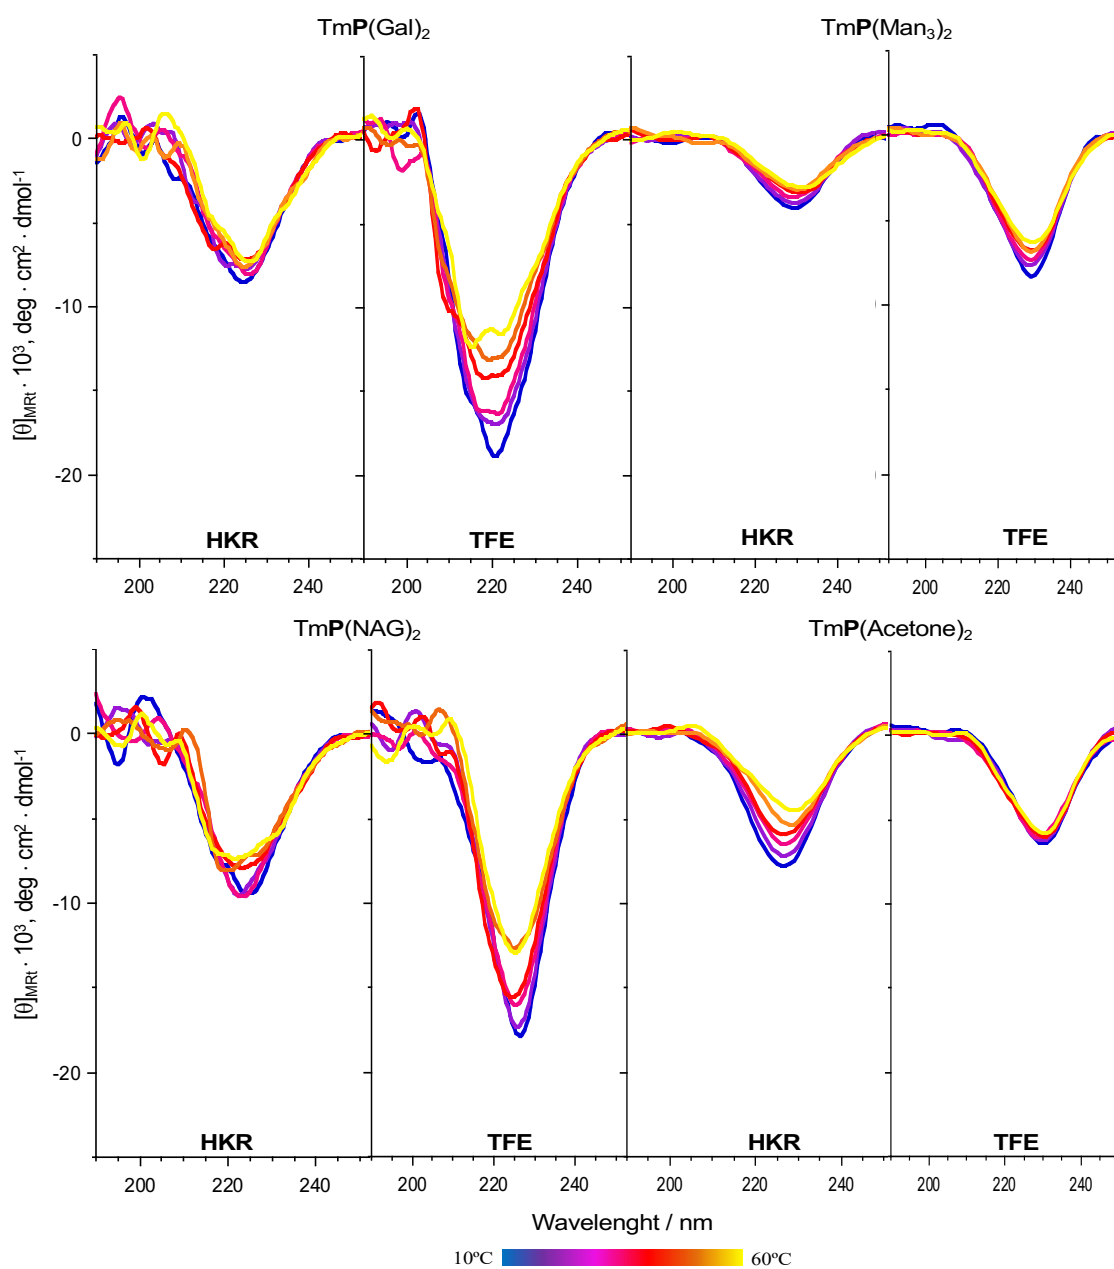 TmP(Gal)₂ TmP(Man₃)₂
0
-10
-20
[θ]MRt · 10³, deg · cm² · dmol⁻¹
HKR TFE HKR TFE
200 220 240 200 220 240 200 220 240 200 220 240
TmP(NAG)₂ TmP(Acetone)₂
0
-10
-20
[θ]MRt · 10³, deg · cm² · dmol⁻¹
HKR TFE HKR TFE
200 220 240 200 220 240 200 220 240 200 220 240
Wavelenght / nm
10ºC 60ºC